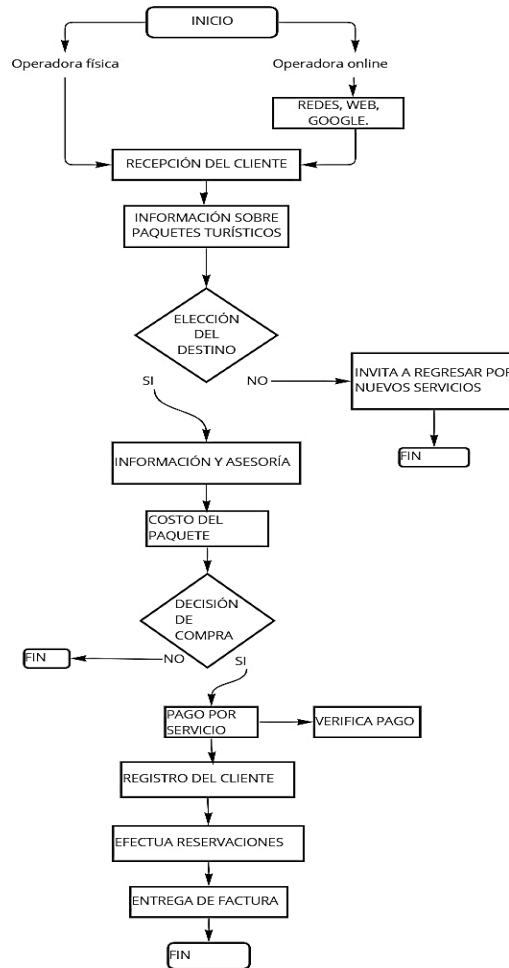 INICIO
Operadora física
Operadora online
REDES, WEB,
GOOGLE.
RECEPCIÓN DEL CLIENTE
INFORMACIÓN SOBRE
PAQUETES TURÍSTICOS
ELECCIÓN
DEL
DESTINO
SI
NO
INVITA A REGRESAR POR
NUEVOS SERVICIOS
FIN
INFORMACIÓN Y ASESORÍA
COSTO DEL
PAQUETE
DECISIÓN
DE
COMPRA
FIN
NO
SI
PAGO POR
SERVICIO
VERIFICA PAGO
REGISTRO DEL CLIENTE
EFECTUA RESERVACIONES
ENTREGA DE FACTURA
FIN